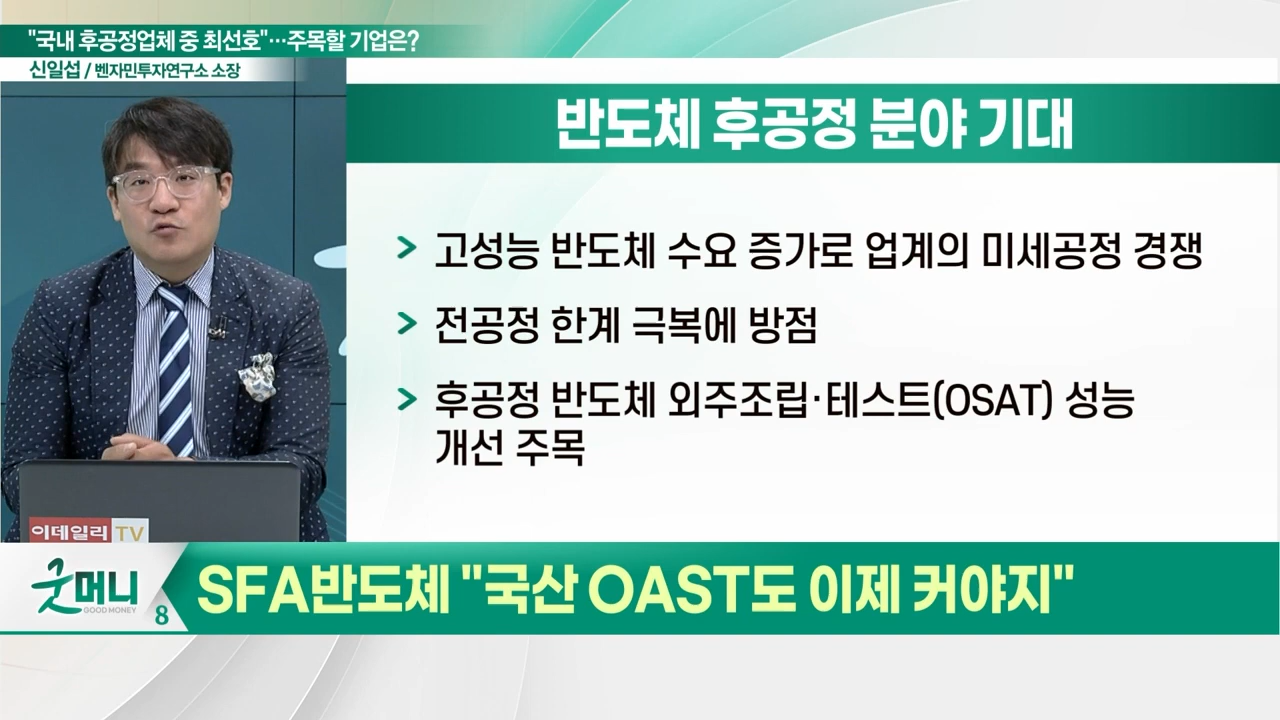 "국내 후공정업체 중 최선호"…주목할 기업은?
신일섭 / 벤자민투자연구소 소장
반도체 후공정 분야 기대
> 고성능 반도체 수요 증가로 업계의 미세공정 경쟁
> 전공정 한계 극복에 방점
> 후공정 반도체 외주조립·테스트(OSAT) 성능
개선 주목
이데일리 TV
굿머니
GOOD MONEY
8
SFA반도체 "국산 OAST도 이제 커야지"